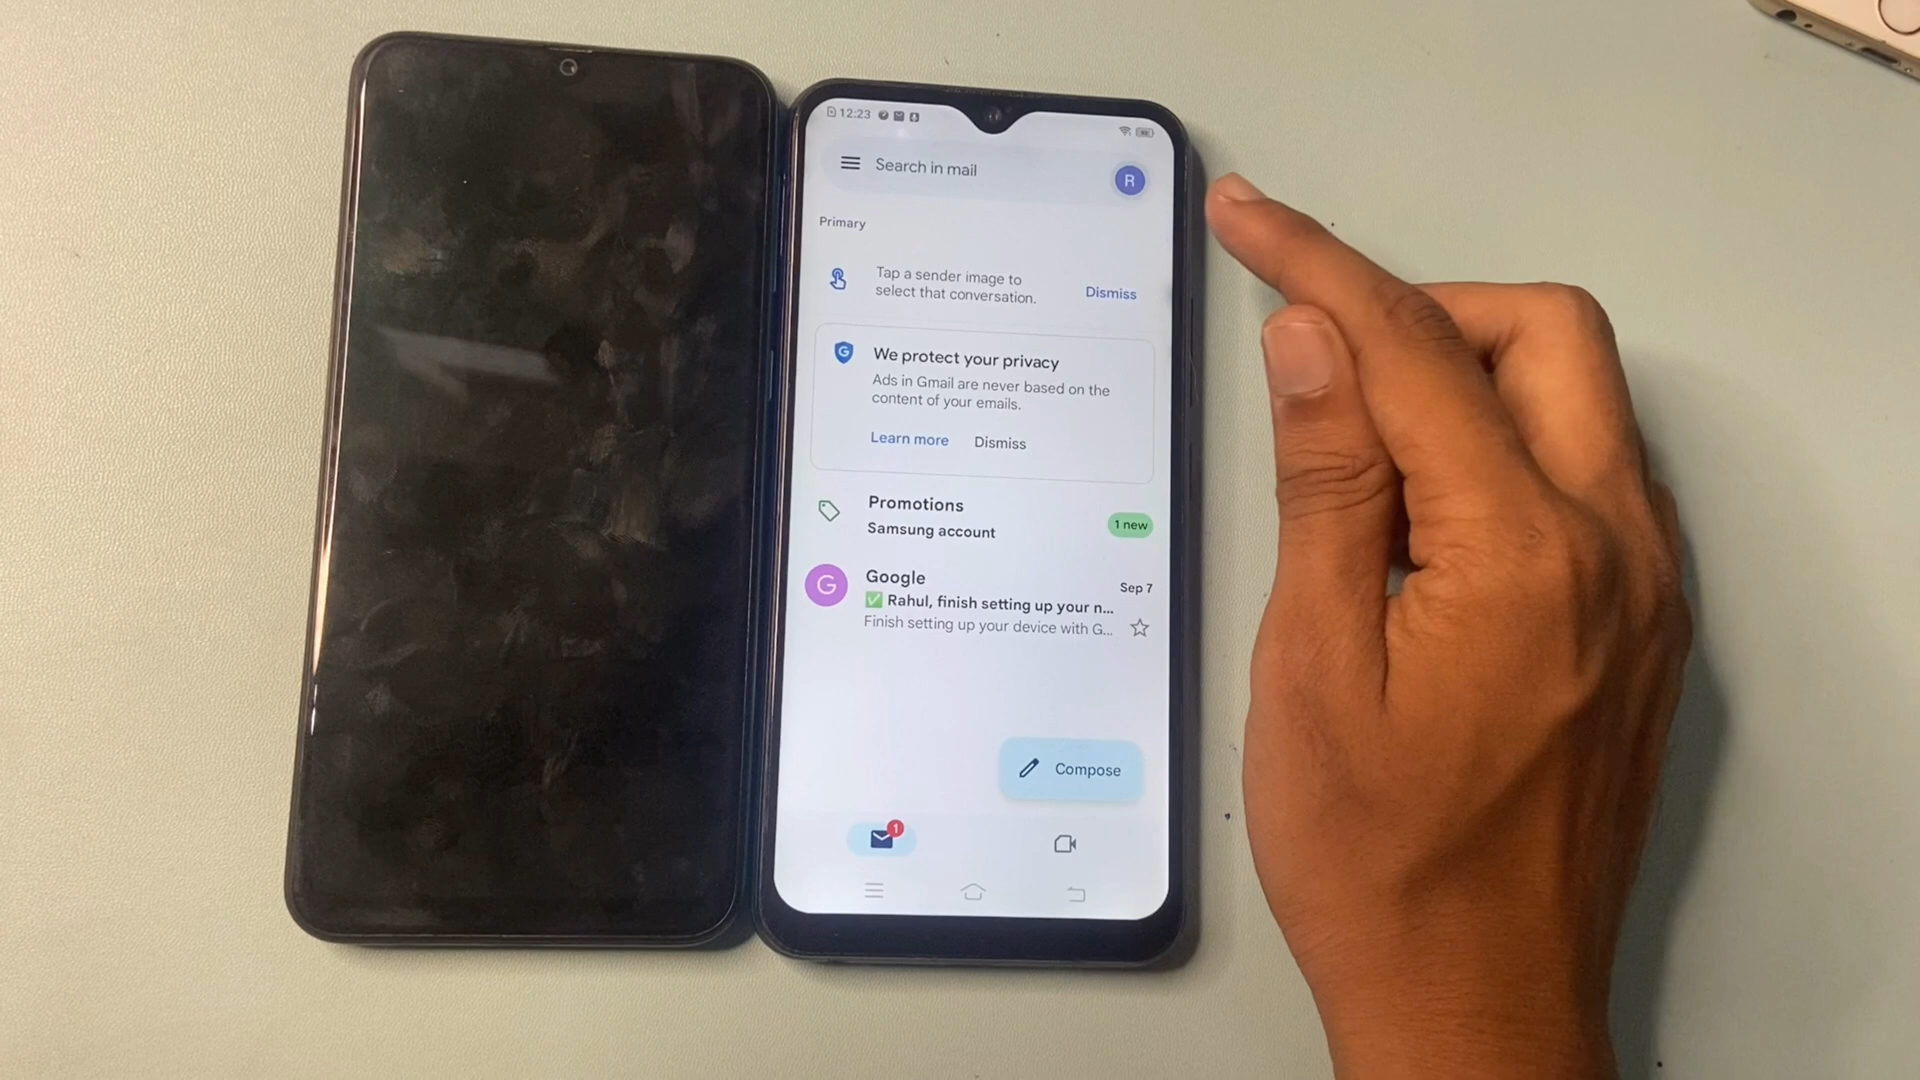 12:23
Search in mail
R
Primary
Tap a sender image to
select that conversation.
Dismiss
G
We protect your privacy
Ads in Gmail are never based on the
content of your emails.
Learn more Dismiss
Promotions
Samsung account
1 new
G
Google
Sep 7
✅ Rahul, finish setting up your n...
Finish setting up your device with G...
Compose
1